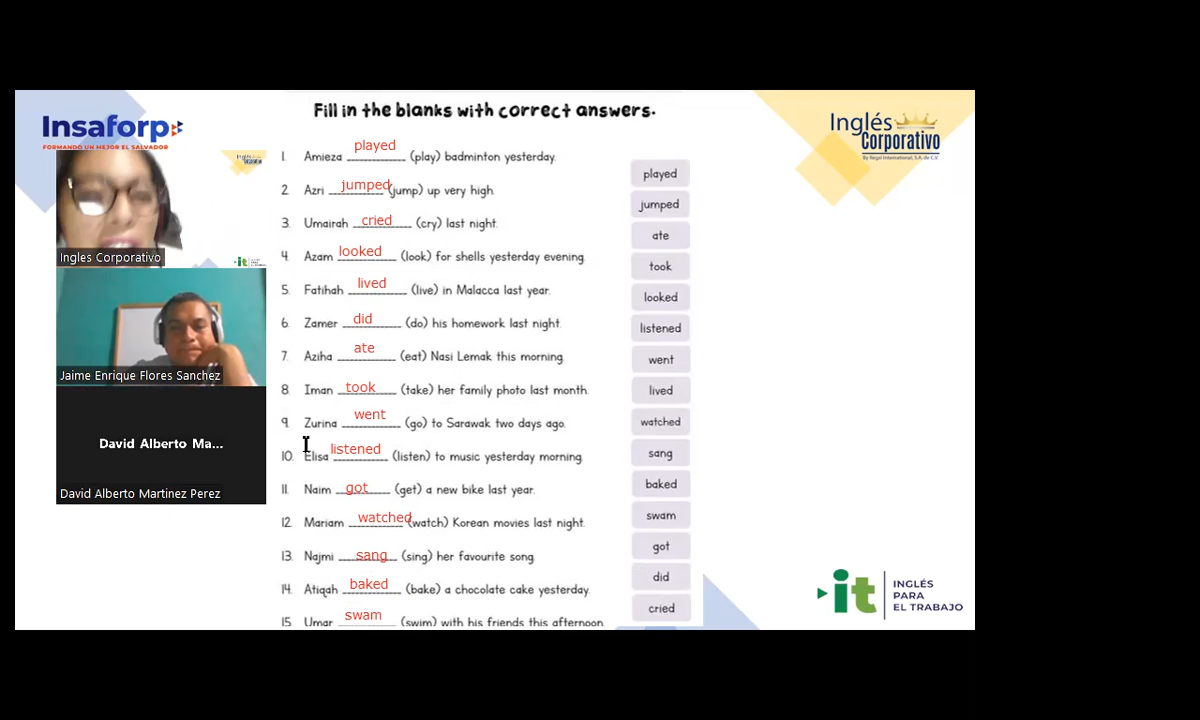 Insaforp
FORMANDO UN MEJOR EL SALVADOR
Fill in the blanks with correct answers.
Inglés
Corporativo
By Regal International, S.A. de C.V.
1. Amieza played (play) badminton yesterday.
2. Azri jumped (jump) up very high.
3. Umairah cried (cry) last night.
4. Azam looked (look) for shells yesterday evening.
5. Fatihah lived (live) in Malacca last year.
6. Zamer did (do) his homework last night.
7. Aziha ate (eat) Nasi Lemak this morning.
8. Iman took (take) her family photo last month.
9. Zurina went (go) to Sarawak two days ago.
10. Elisa listened (listen) to music yesterday morning.
11. Naim got (get) a new bike last year.
12. Mariam watched (watch) Korean movies last night.
13. Najmi sang (sing) her favourite song.
14. Atiqah baked (bake) a chocolate cake yesterday.
15. Umar swam (swim) with his friends this afternoon.
played
jumped
ate
took
looked
listened
went
lived
watched
sang
baked
swam
got
did
cried
Ingles Corporativo
Jaime Enrique Flores Sanchez
David Alberto Ma...
David Alberto Martinez Perez
it
INGLÉS
PARA
EL TRABAJO